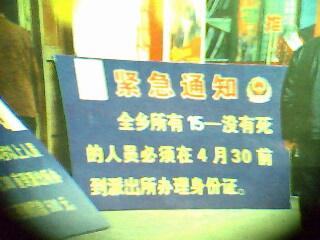 紧急通知
全乡所有15—没有死
的人员必须在4月30前
到派出所办理身份证。